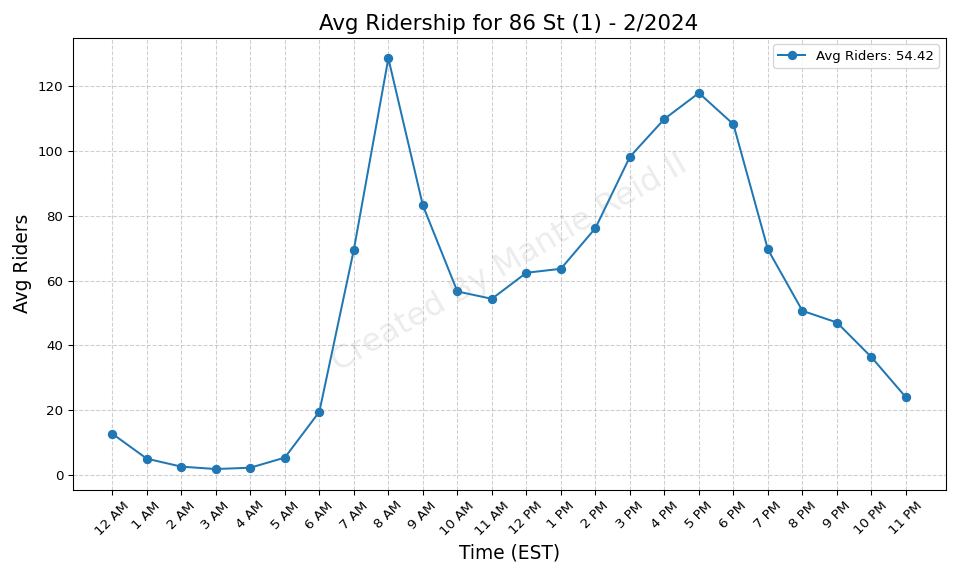 Avg Ridership for 86 St (1) - 2/2024
Avg Riders: 54.42
Avg Riders
120
100
80
60
40
20
0
Created By Mantie Reid II
12 AM
1 AM
2 AM
3 AM
4 AM
5 AM
6 AM
7 AM
8 AM
9 AM
10 AM
11 AM
12 PM
1 PM
2 PM
3 PM
4 PM
5 PM
6 PM
7 PM
8 PM
9 PM
10 PM
11 PM
Time (EST)